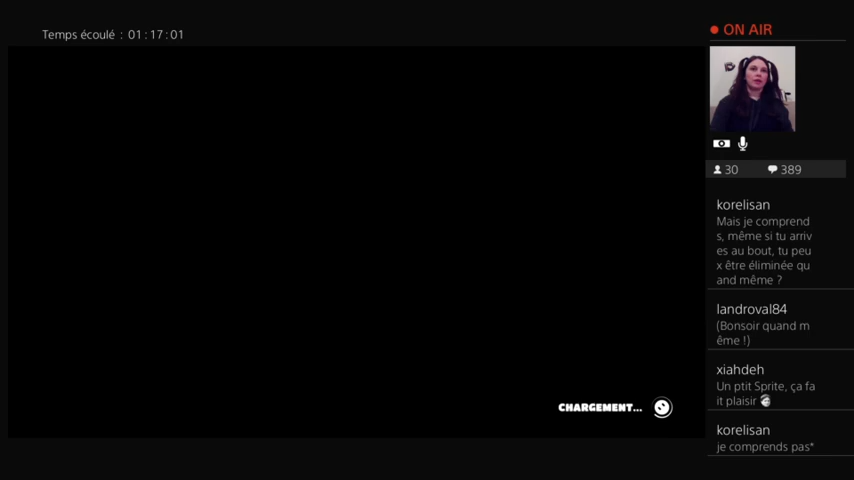 Temps écoulé : 01:17:01
ON AIR
30 389
korelisan
Mais je comprend
s, même si tu arriv
es au bout, tu peu
x être éliminée qu
and même ?
landroval84
(Bonsoir quand m
ême !)
xiahdeh
Un ptit Sprite, ça fa
it plaisir
korelisan
je comprends pas*
CHARGEMENT...